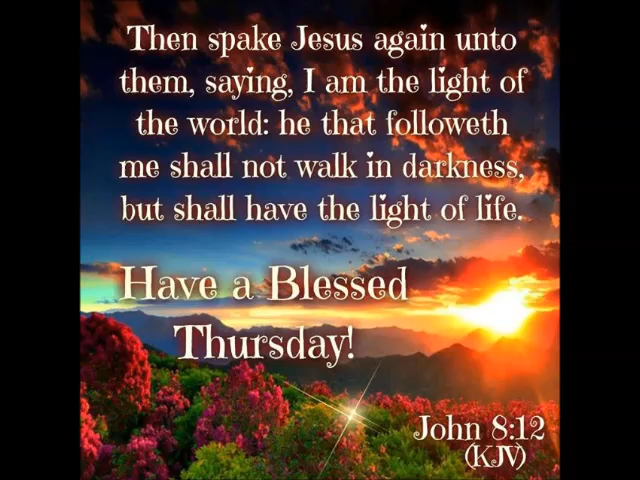 Then spake Jesus again unto
them, saying, I am the light of
the world: he that followeth
me shall not walk in darkness,
but shall have the light of life.
Have a Blessed
Thursday!
John 8:12
(KJV)